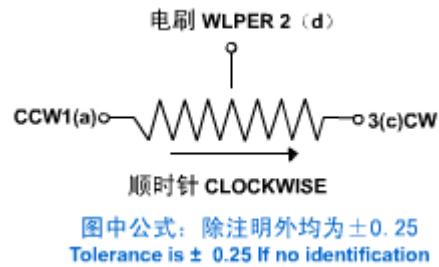 电刷 WLPER 2（d）
CCW1(a) 3(c)CW
顺时针 CLOCKWISE
图中公式：除注明外均为±0.25
Tolerance is ± 0.25 If no identification